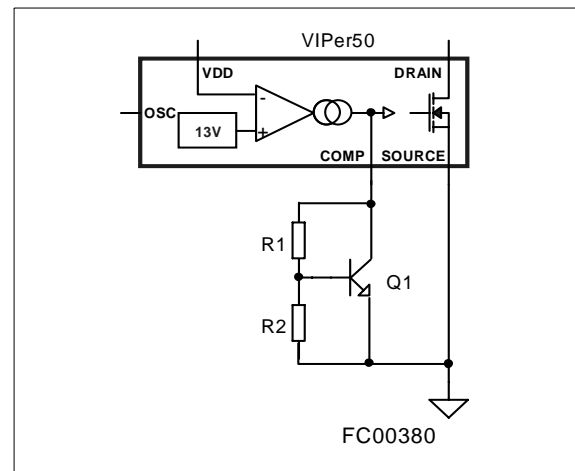 VIPer50
VDD
DRAIN
OSC
-
13V
+
COMP SOURCE
R1
Q1
R2
FC00380